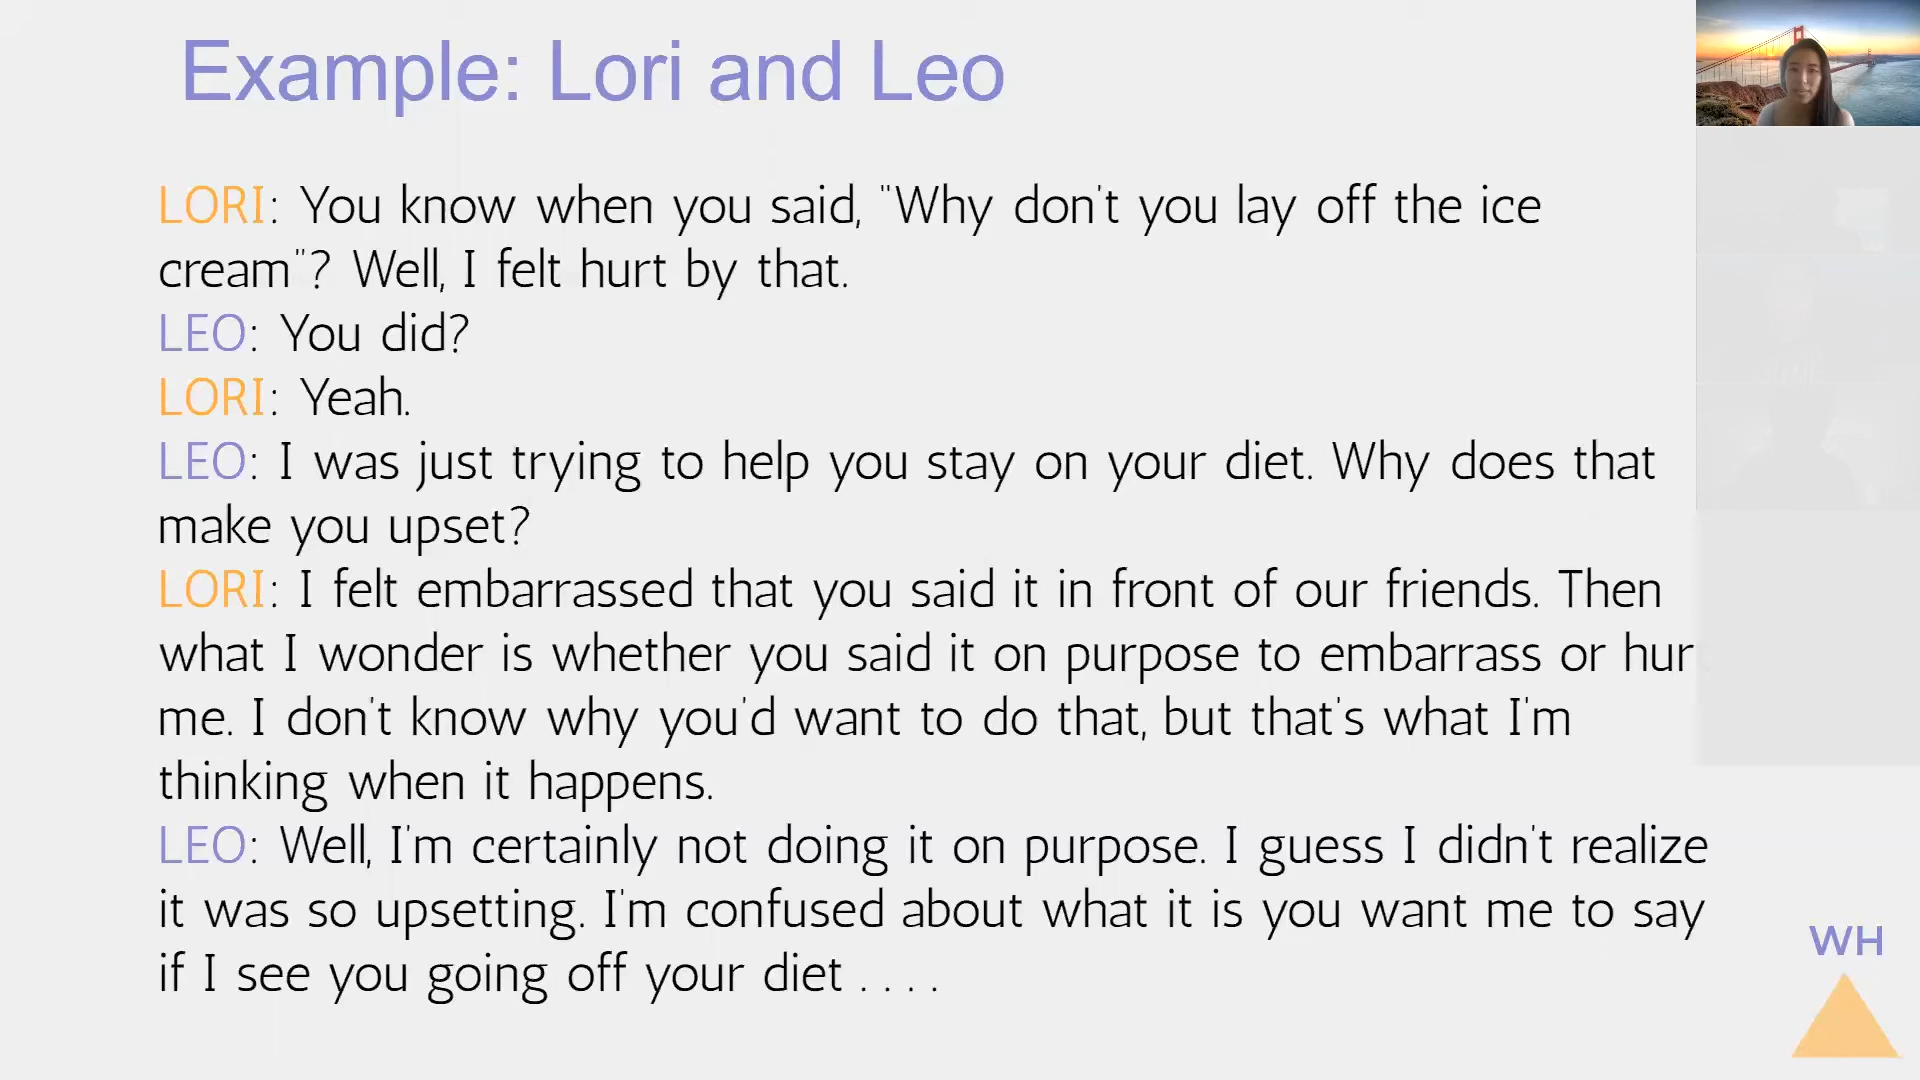 Example: Lori and Leo
LORI: You know when you said, "Why don't you lay off the ice
cream"? Well, I felt hurt by that.
LEO: You did?
LORI: Yeah.
LEO: I was just trying to help you stay on your diet. Why does that
make you upset?
LORI: I felt embarrassed that you said it in front of our friends. Then
what I wonder is whether you said it on purpose to embarrass or hur
me. I don't know why you'd want to do that, but that's what I'm
thinking when it happens.
LEO: Well, I'm certainly not doing it on purpose. I guess I didn't realize
it was so upsetting. I'm confused about what it is you want me to say
if I see you going off your diet . . . .
WH